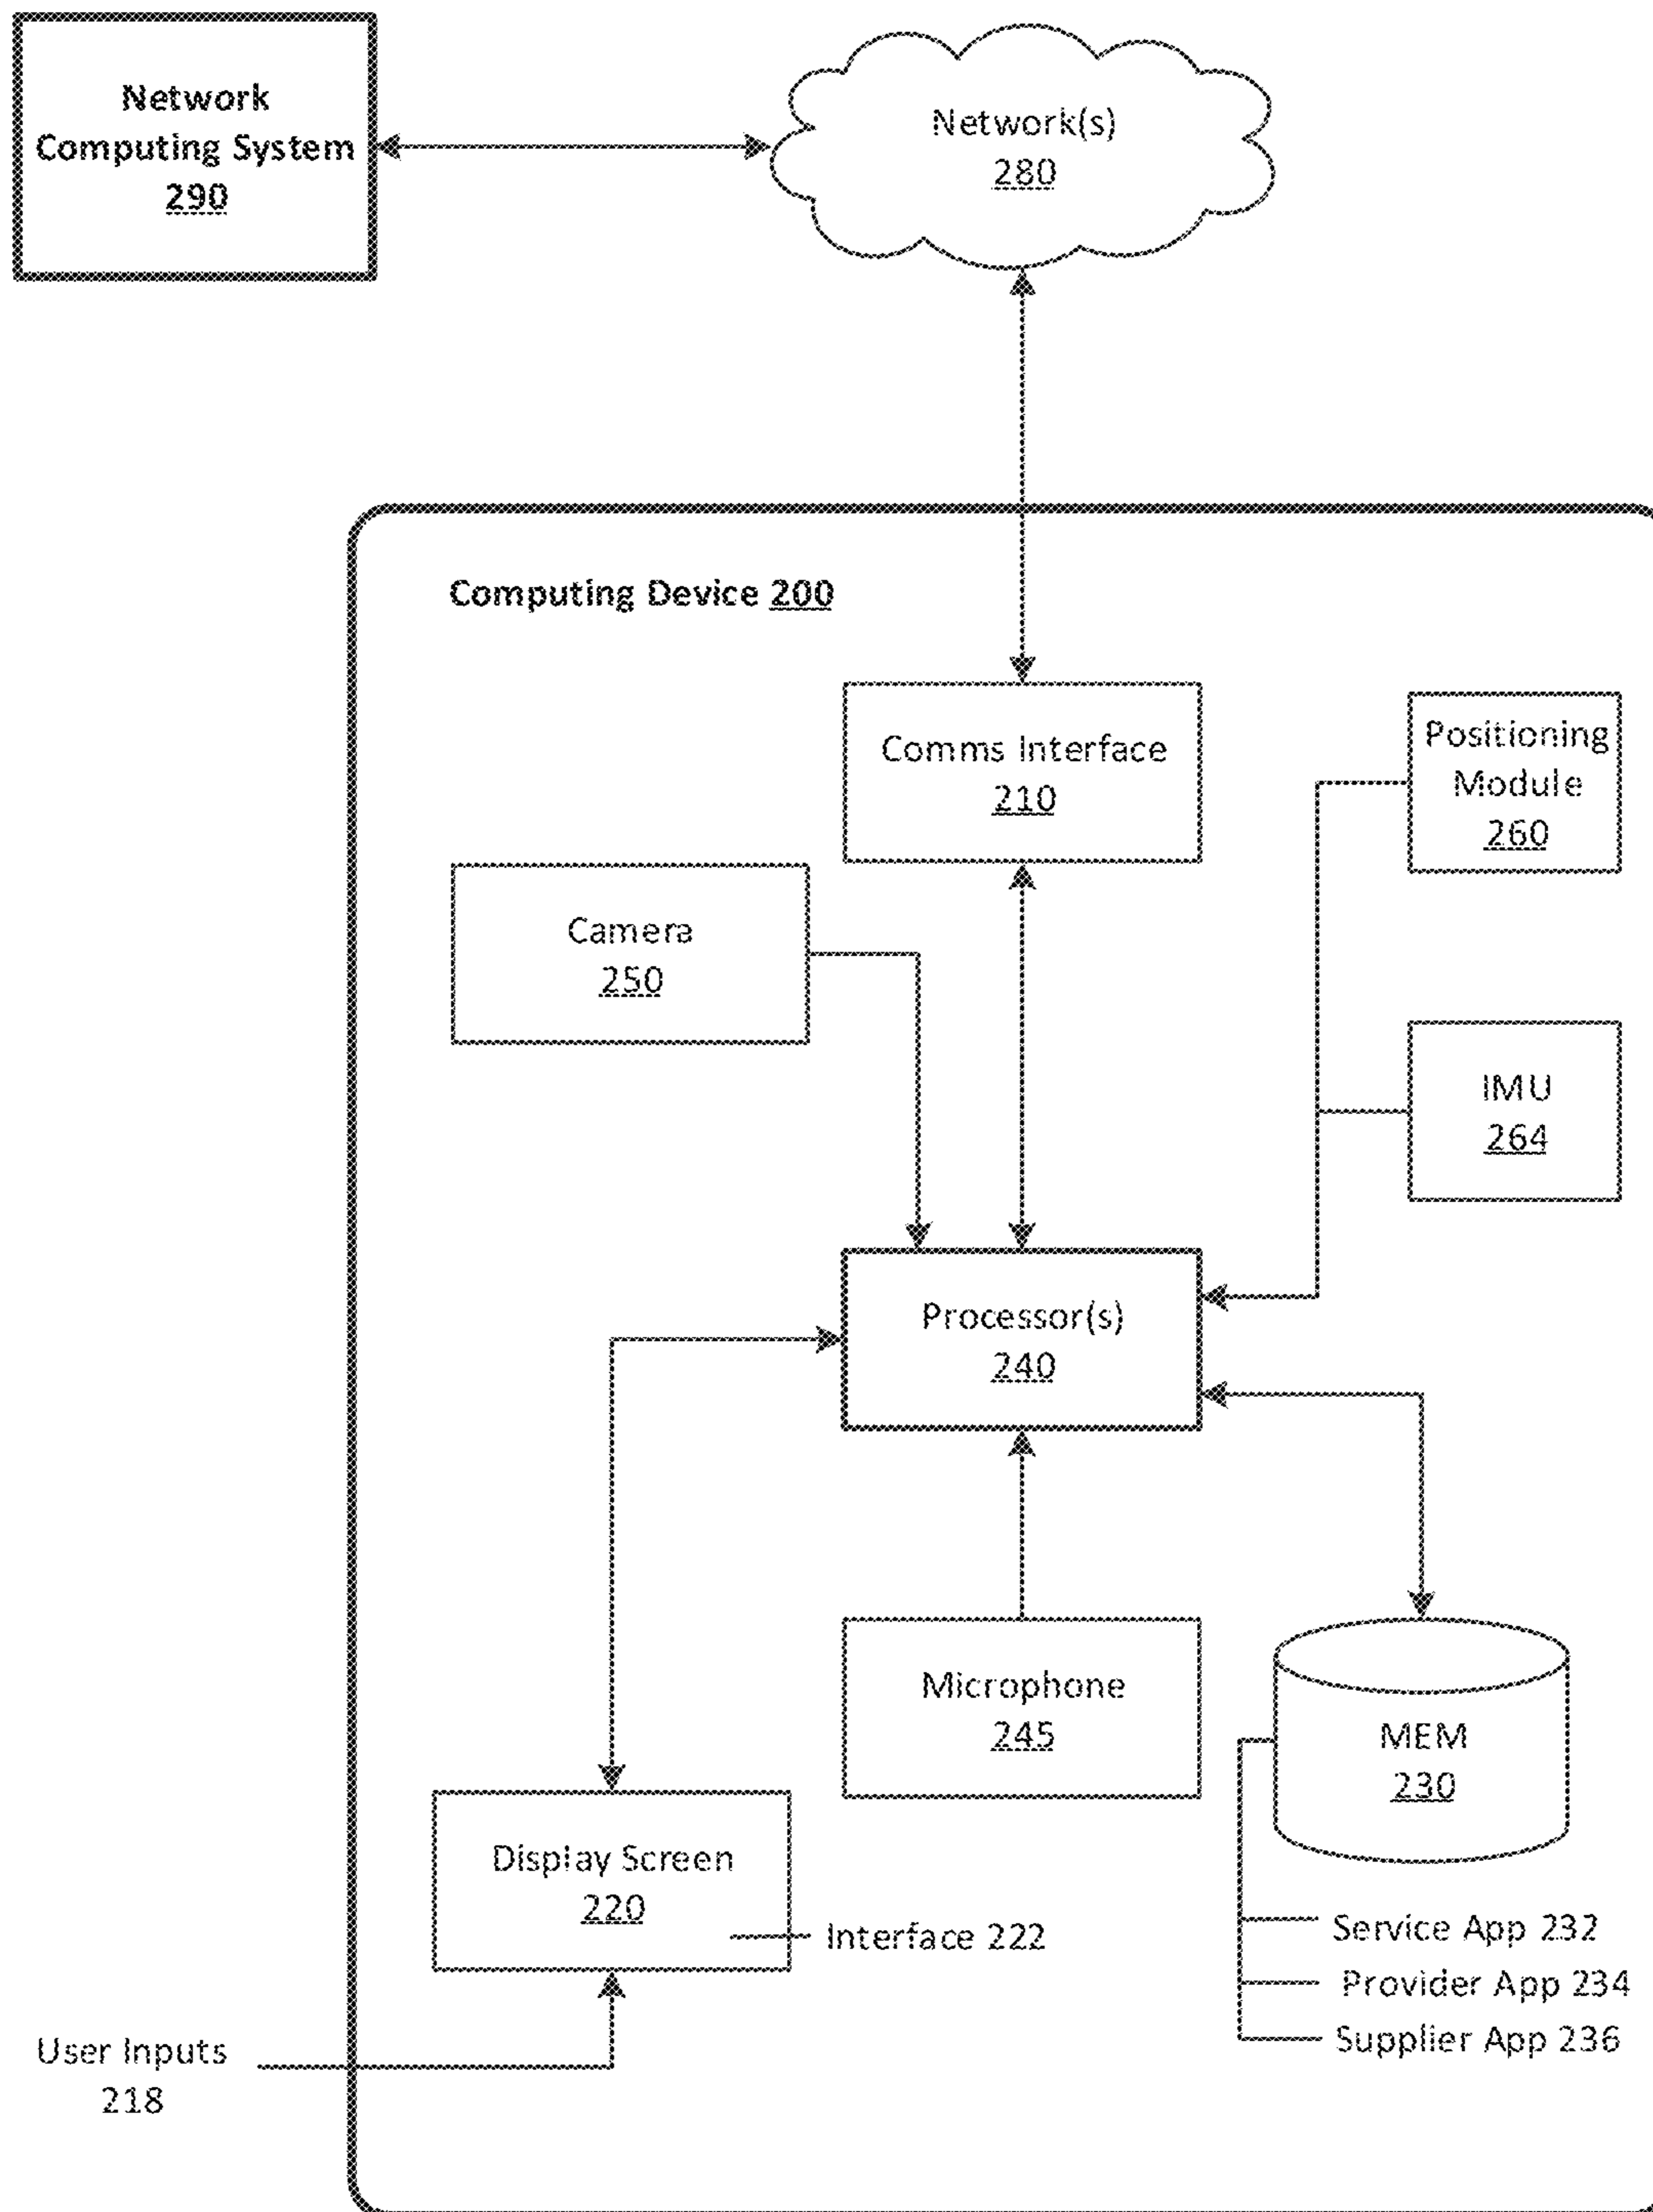 Network
Computing System
290
Network(s)
280
Computing Device 200
Comms Interface
210
Positioning
Module
260
Camera
250
IMU
264
Processor(s)
240
Microphone
245
MEM
230
Display Screen
220
Interface 222
Service App 232
Provider App 234
Supplier App 236
User Inputs
218